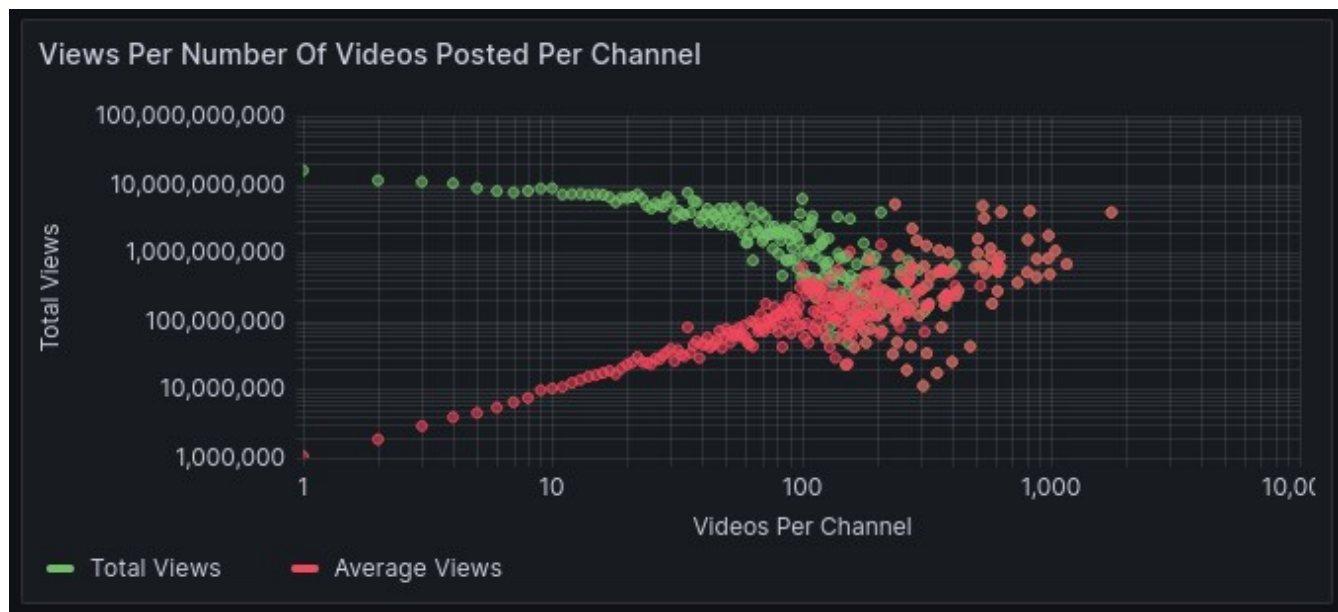 Views Per Number Of Videos Posted Per Channel
100,000,000,000
10,000,000,000
1,000,000,000
100,000,000
10,000,000
1,000,000
Total Views
1 10 100 1,000 10,0
Videos Per Channel
Total Views Average Views